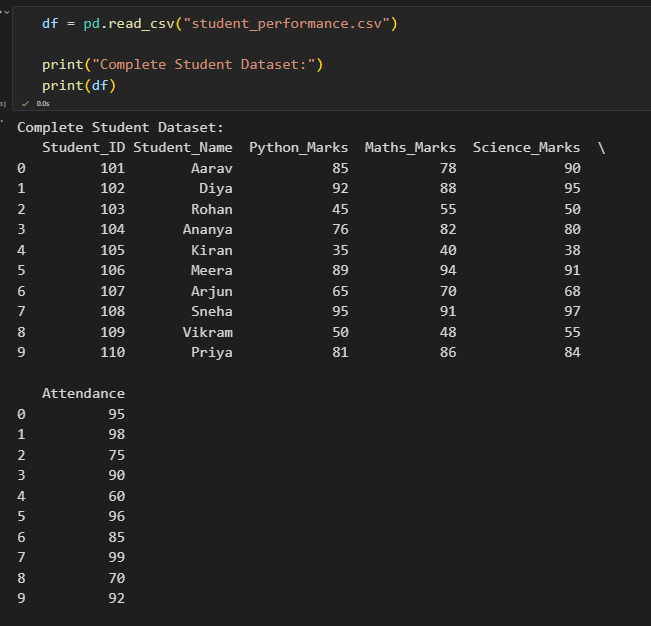 df = pd.read_csv("student_performance.csv")
print("Complete Student Dataset:")
print(df)
0.0s
Complete Student Dataset:
Student_ID Student_Name Python_Marks Maths_Marks Science_Marks \
0 101 Aarav 85 78 90
1 102 Diya 92 88 95
2 103 Rohan 45 55 50
3 104 Ananya 76 82 80
4 105 Kiran 35 40 38
5 106 Meera 89 94 91
6 107 Arjun 65 70 68
7 108 Sneha 95 91 97
8 109 Vikram 50 48 55
9 110 Priya 81 86 84
Attendance
0 95
1 98
2 75
3 90
4 60
5 96
6 85
7 99
8 70
9 92